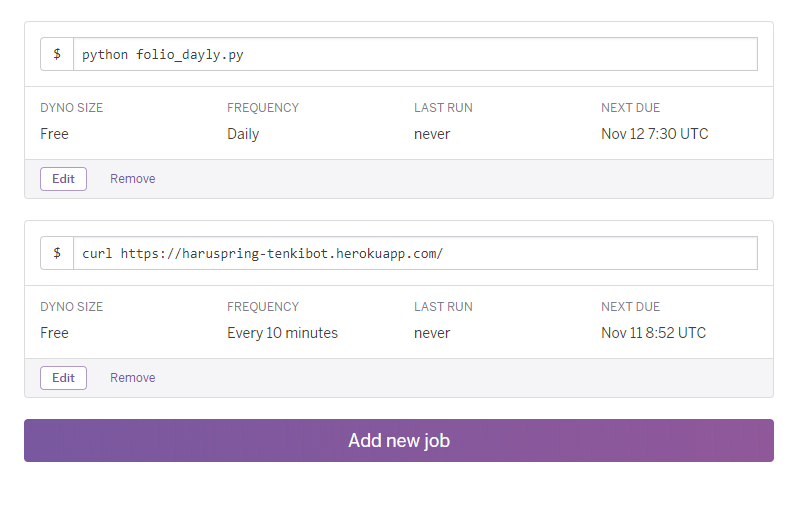 $ python folio_dayly.py
DYNO SIZE FREQUENCY LAST RUN NEXT DUE
Free Daily never Nov 12 7:30 UTC
Edit Remove
$ curl https://haruspring-tenkibot.herokuapp.com/
DYNO SIZE FREQUENCY LAST RUN NEXT DUE
Free Every 10 minutes never Nov 11 8:52 UTC
Edit Remove
Add new job